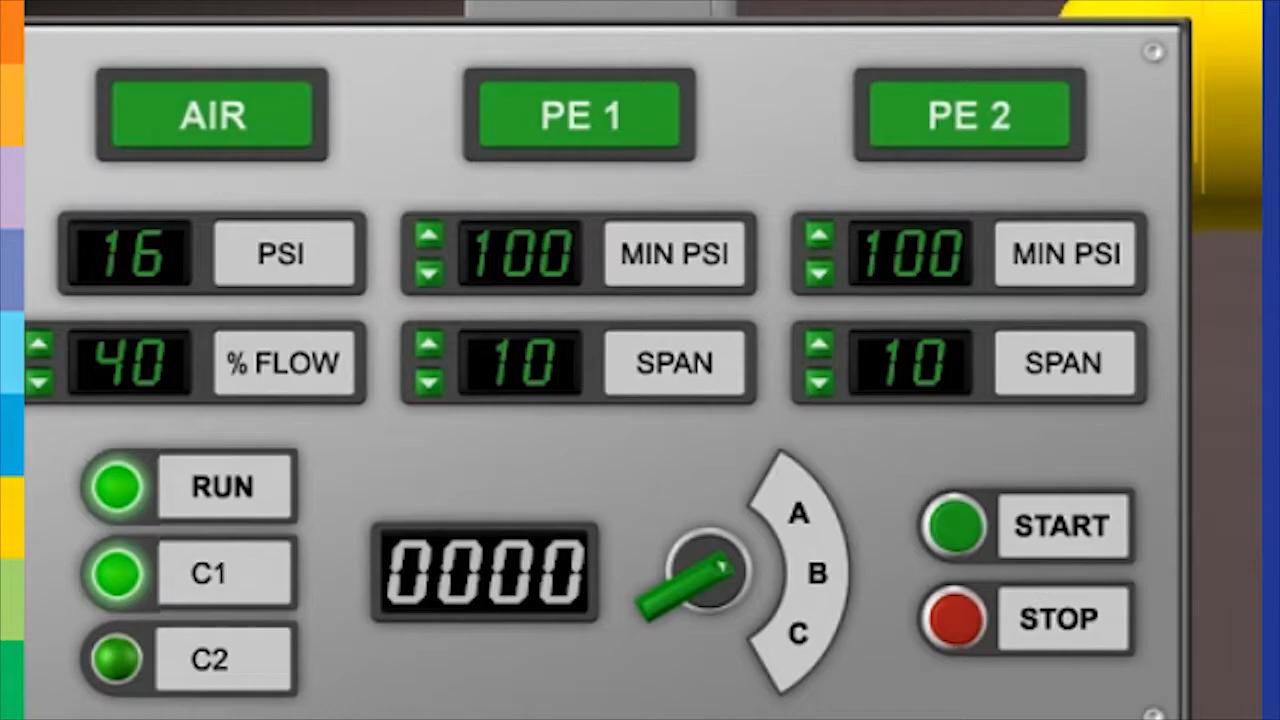 AIR
PE 1
PE 2
16 PSI
100 MIN PSI
100 MIN PSI
40 % FLOW
10 SPAN
10 SPAN
RUN
C1
C2
0000
A
B
C
START
STOP